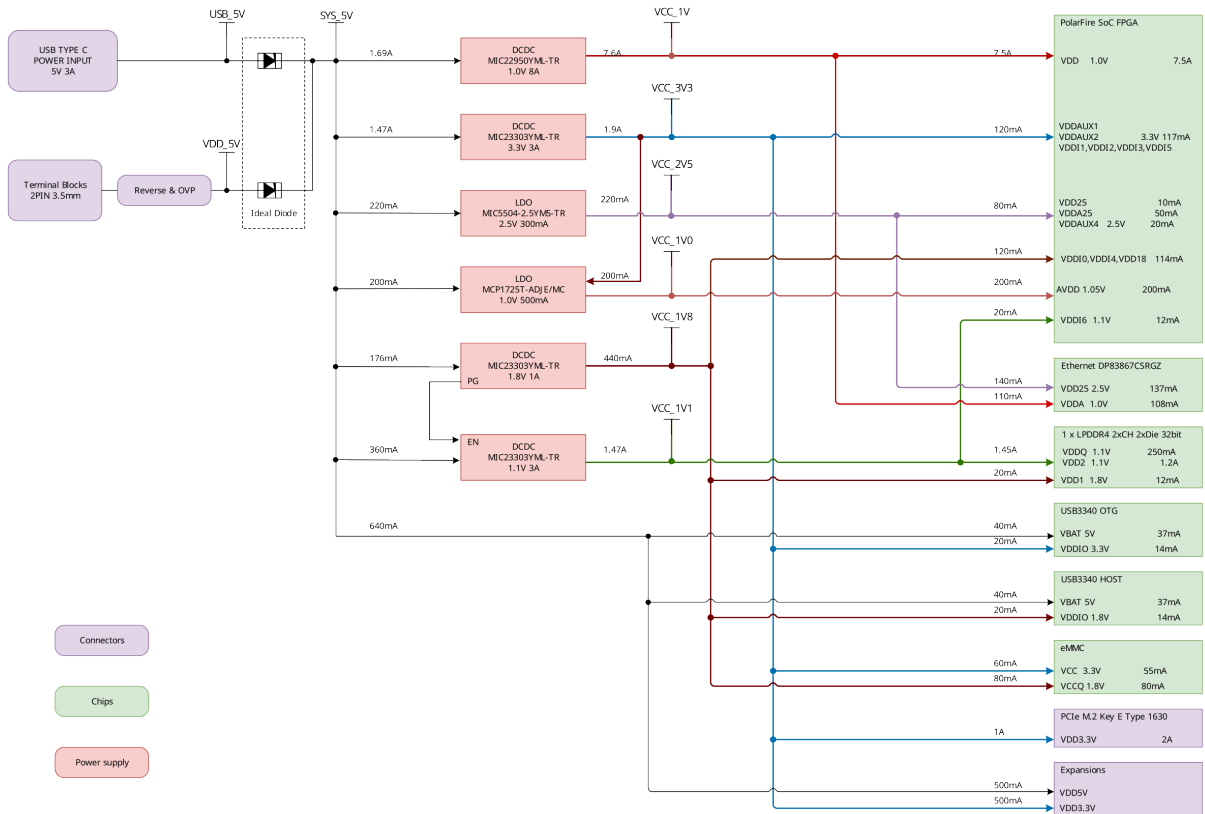 USB_5V
SYS_5V
VCC_1V
PolarFire SoC FPGA
USB TYPE C
POWER INPUT
5V 3A
1.69A
DCDC
MIC22950YML-TR
1.0V 8A
7.6A
7.5A
VDD 1.0V 7.5A
VCC_3V3
1.47A
DCDC
MIC23303YML-TR
3.3V 3A
1.9A
120mA
VDDAUX1
VDDAUX2 3.3V 117mA
VDDI1,VDDI2,VDDI3,VDDI5
VDD_5V
VCC_2V5
Terminal Blocks
2PIN 3.5mm
Reverse & OVP
Ideal Diode
220mA
LDO
MIC5504-2.5YM5-TR
2.5V 300mA
220mA
80mA
VDD25 10mA
VDDA25 50mA
VDDAUX4 2.5V 20mA
VCC_1V0
120mA
VDDI0,VDDI4,VDD18 114mA
200mA
LDO
MCP1725T-ADJE/MC
1.0V 500mA
200mA
200mA
AVDD 1.05V 200mA
VCC_1V8
20mA
VDDI6 1.1V 12mA
176mA
DCDC
MIC23303YML-TR
1.8V 1A
PG
440mA
Ethernet DP83867CSRGZ
140mA
VDD25 2.5V 137mA
110mA
VDDA 1.0V 108mA
VCC_1V1
360mA
EN
DCDC
MIC23303YML-TR
1.1V 3A
1.47A
1.45A
1 x LPDDR4 2xCH 2xDie 32bit
VDDQ 1.1V 250mA
VDD2 1.1V 1.2A
20mA
VDD1 1.8V 12mA
640mA
USB3340 OTG
40mA
VBAT 5V 37mA
20mA
VDDIO 3.3V 14mA
USB3340 HOST
40mA
VBAT 5V 37mA
20mA
VDDIO 1.8V 14mA
eMMC
60mA
VCC 3.3V 55mA
80mA
VCCQ 1.8V 80mA
PCIe M.2 Key E Type 1630
1A
VDD3.3V 2A
Expansions
500mA
VDD5V
500mA
VDD3.3V
Connectors
Chips
Power supply